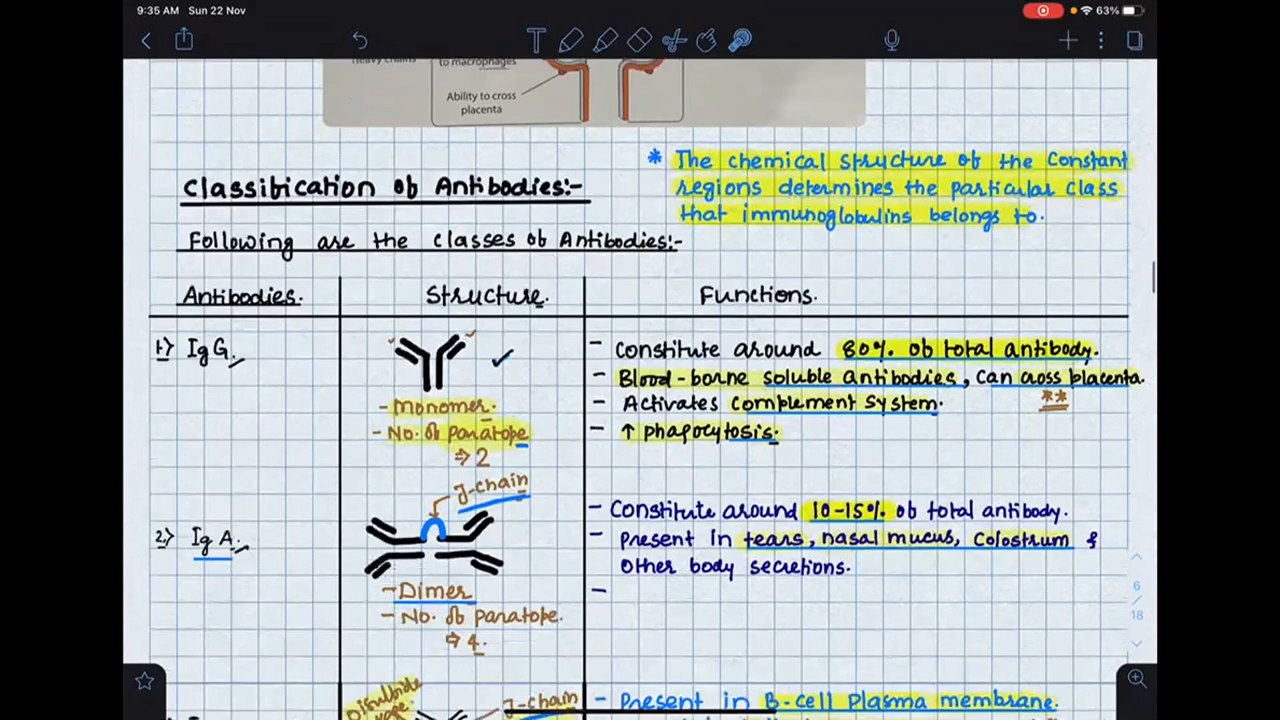 9:35 AM Sun 22 Nov
63%
to macrophages
Ability to cross
placenta
* The chemical structure of the Constant
regions determines the particular class
that immunoglobulins belongs to.
Classification of Antibodies:-
Following are the classes of Antibodies:-
Antibodies. Structure. Functions.
1) IgG
- Monomer.
- No. of paratope
⇒ 2
- Constitute around 80% of total antibody.
- Blood-borne soluble antibodies, Can cross placenta.
**
- Activates complement system.
- ↑ phagocytosis.
2) IgA
J-chain
- Dimer
- No. of paratope.
⇒ 4.
- Constitute around 10-15% of total antibody.
- Present in tears, nasal mucus, Colostrum &
Other body secretions.
-
6
/
18
Disulfide
J-chain
- Present in B-cell plasma membrane.